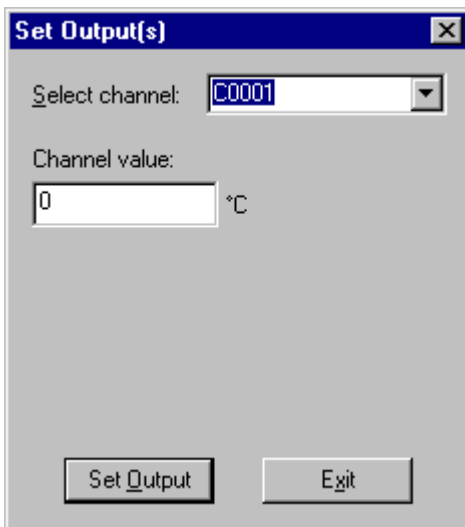 Set Output(s)
Select channel: C0001
Channel value:
0 °C
Set Output Exit